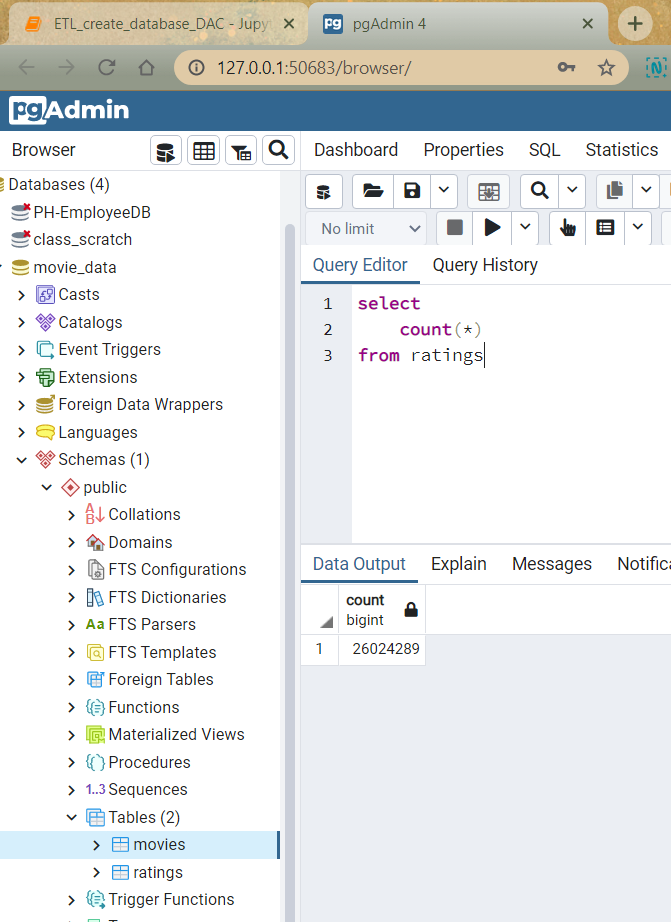 ETL_create_database_DAC - Jupy
pgAdmin 4
127.0.0.1:50683/browser/
pgAdmin
Browser
Dashboard Properties SQL Statistics
Databases (4)
PH-EmployeeDB
class_scratch
movie_data
Casts
Catalogs
Event Triggers
Extensions
Foreign Data Wrappers
Languages
Schemas (1)
public
Collations
Domains
FTS Configurations
FTS Dictionaries
FTS Parsers
FTS Templates
Foreign Tables
Functions
Materialized Views
Procedures
1..3 Sequences
Tables (2)
movies
ratings
Trigger Functions
No limit
Query Editor Query History
1 select
2 count(*)
3 from ratings
Data Output Explain Messages Notifica
count
bigint
1 26024289